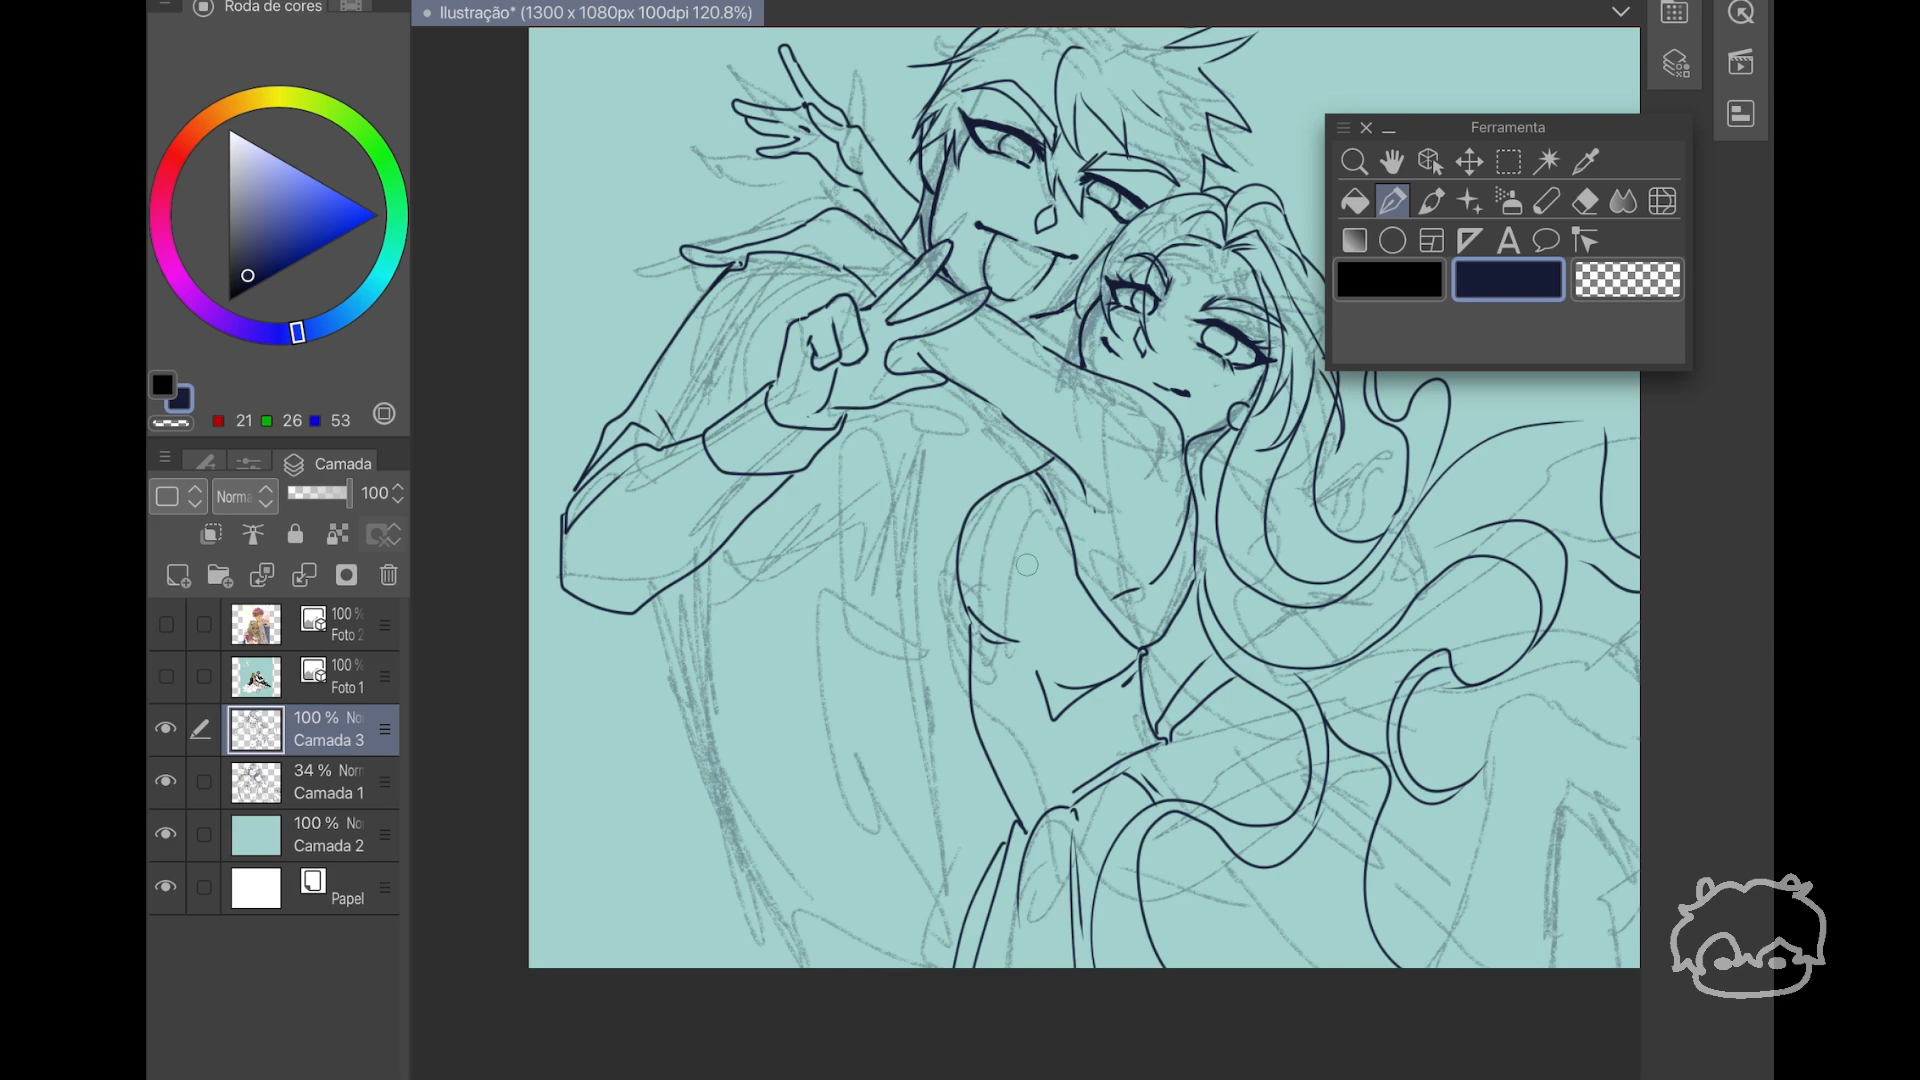 Roda de cores
Ilustração* (1300 x 1080px 100dpi 120.8%)
Ferramenta
21 26 53
Camada
Norma 100
100 %
Foto 2
100 %
Foto 1
100 % No
Camada 3
34 % Norm
Camada 1
100 % No
Camada 2
Papel